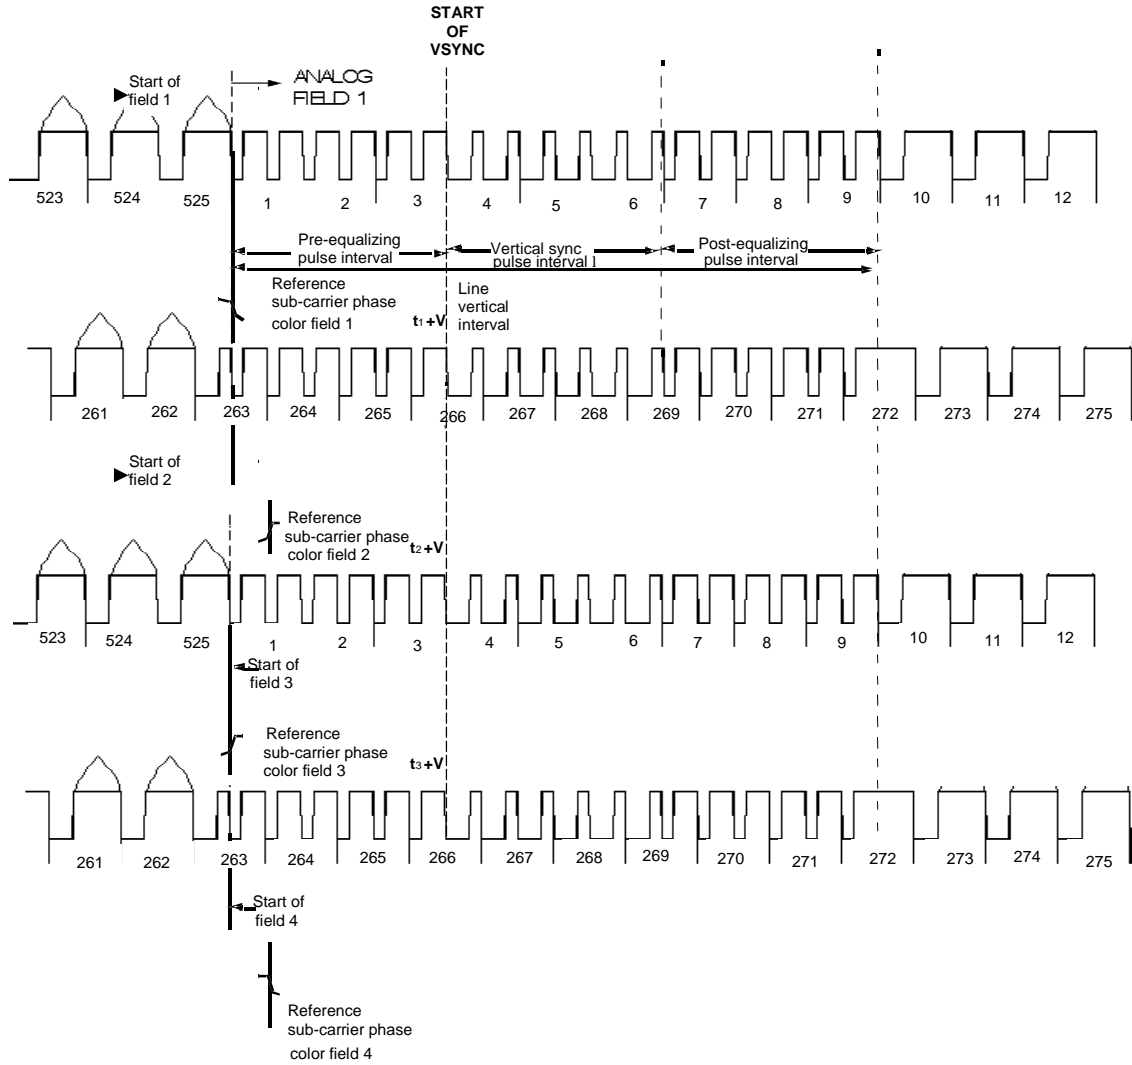 START
OF
VSYNC
Start of
field 1
ANALOG
FIELD 1
523 524 525 1 2 3 4 5 6 7 8 9 10 11 12
Pre-equalizing
pulse interval
Vertical sync
pulse interval
Post-equalizing
pulse interval
Reference
sub-carrier phase
color field 1
t1+V
Line
vertical
interval
261 262 263 264 265 266 267 268 269 270 271 272 273 274 275
Start of
field 2
Reference
sub-carrier phase
color field 2
t2+V
523 524 525 1 2 3 4 5 6 7 8 9 10 11 12
Start of
field 3
Reference
sub-carrier phase
color field 3
t3+V
261 262 263 264 265 266 267 268 269 270 271 272 273 274 275
Start of
field 4
Reference
sub-carrier phase
color field 4